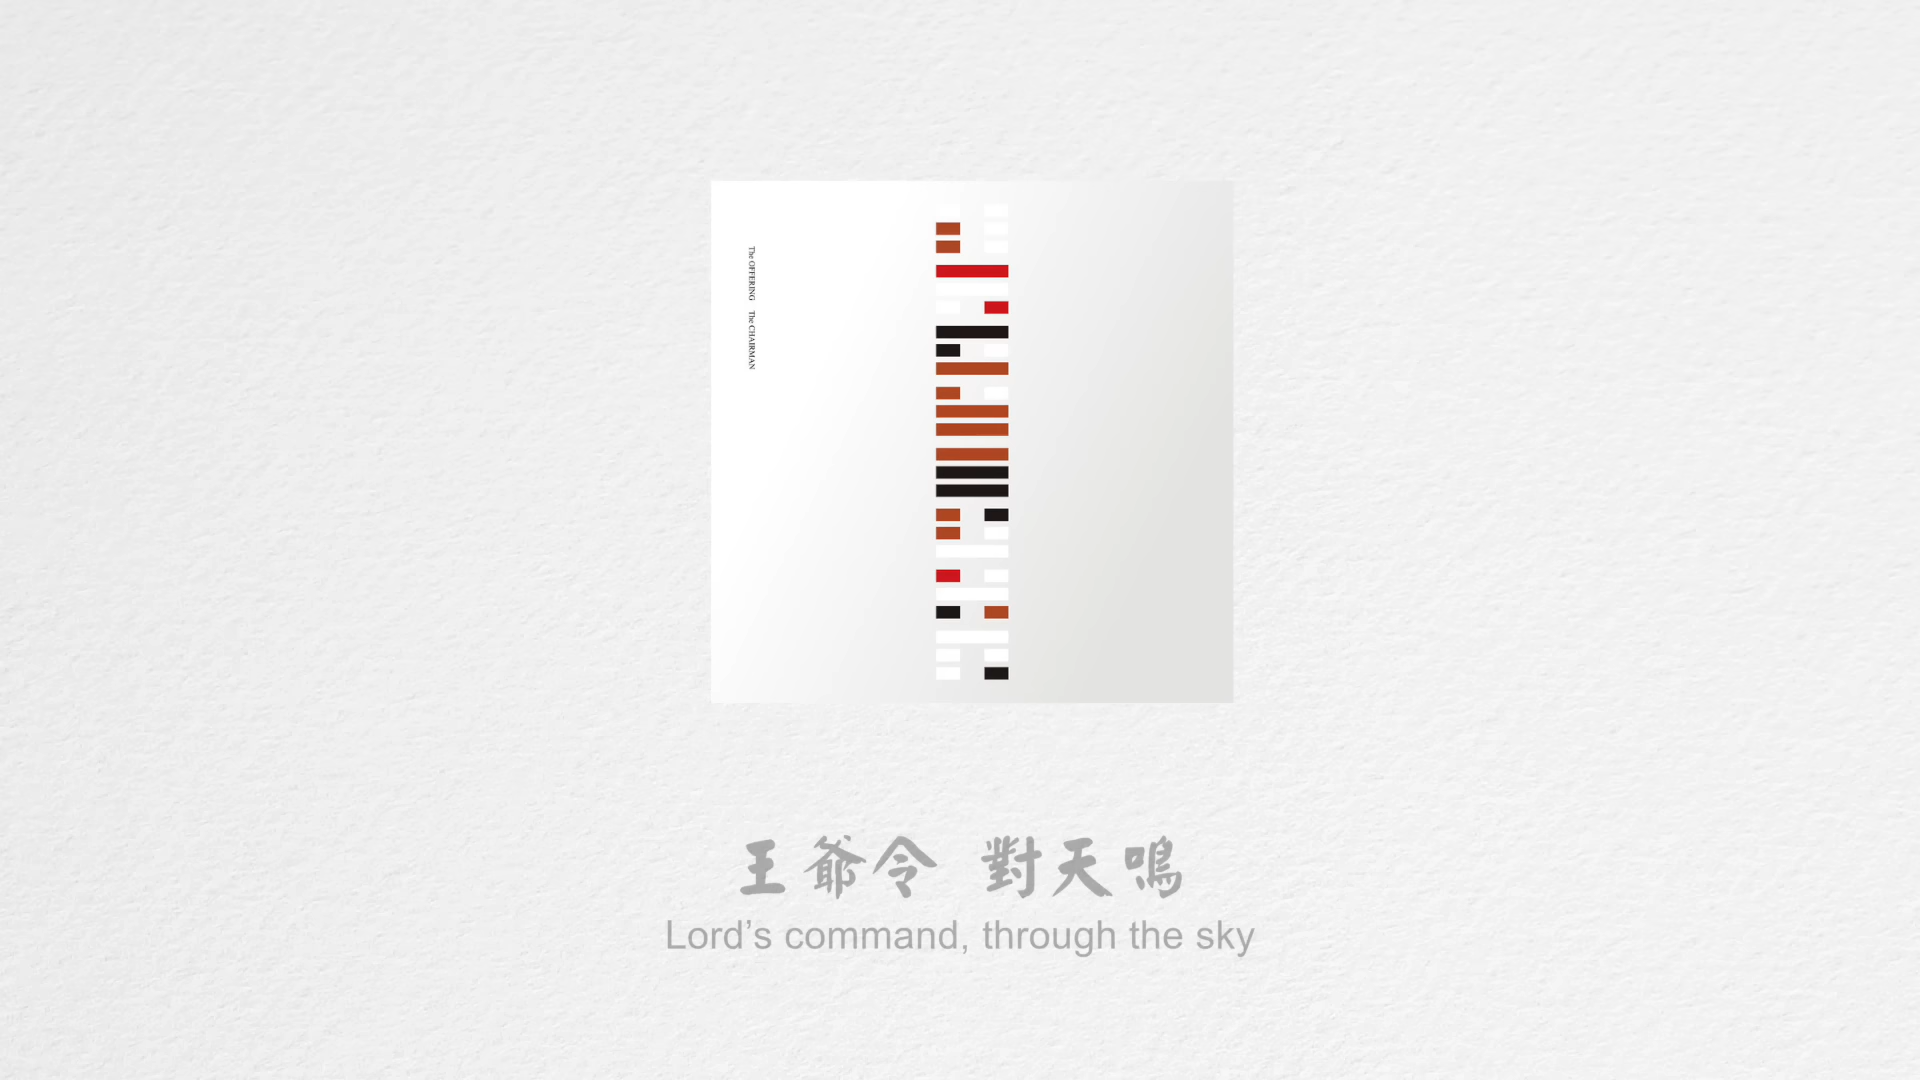 The OFFERING The CHAIRMAN
王爺令 對天鳴
Lord’s command, through the sky